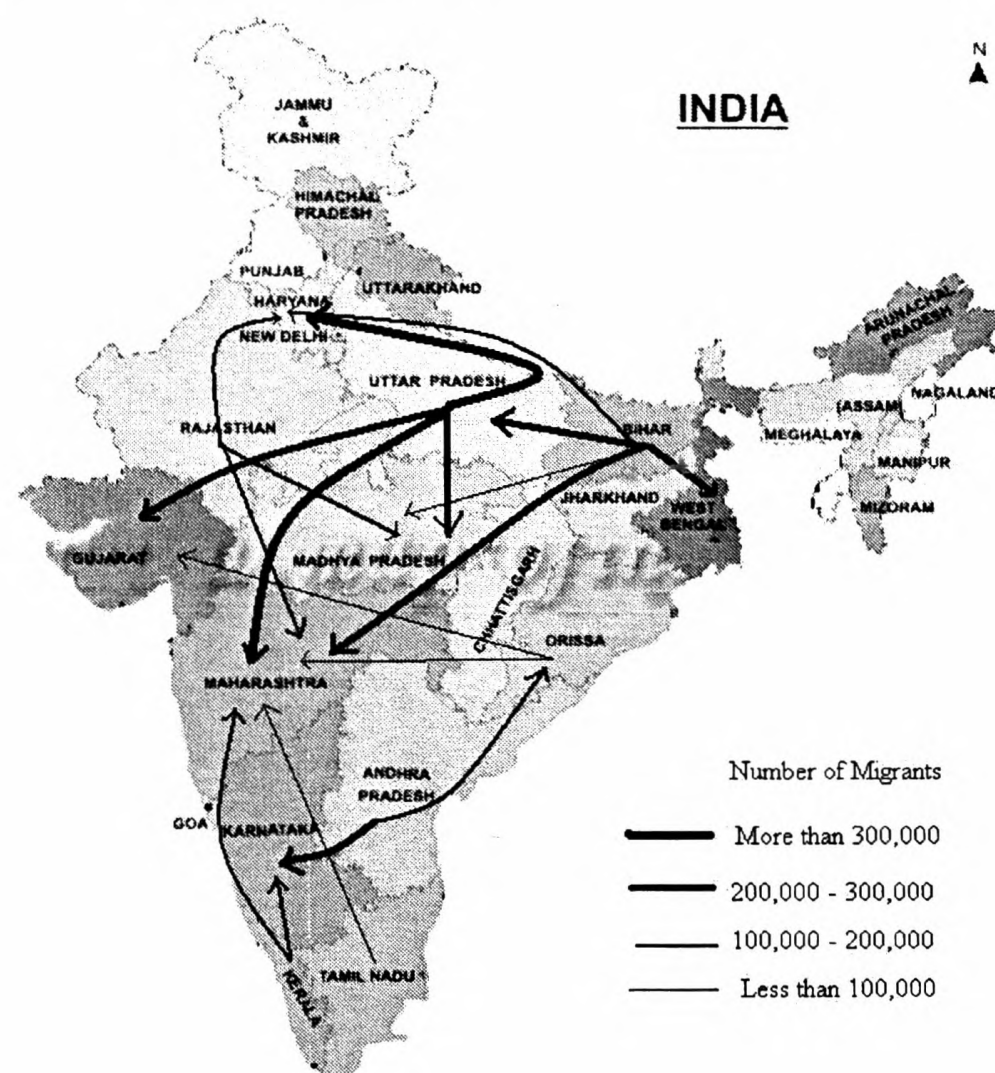 N
INDIA
JAMMU
&
KASHMIR
HIMACHAL
PRADESH
PUNJAB
UTTARAKHAND
HARYANA
NEW DELHI
ARUNACHAL
PRADESH
UTTAR PRADESH
NAGALAND
ASSAM
RAJASTHAN
BIHAR
MEGHALAYA
MANIPUR
JHARKHAND
WEST
BENGAL
MIZORAM
GUJARAT
MADHYA PRADESH
CHHATTISGARH
ORISSA
MAHARASHTRA
ANDHRA
PRADESH
GOA
KARNATAKA
KERALA
TAMIL NADU
Number of Migrants
More than 300,000
200,000 - 300,000
100,000 - 200,000
Less than 100,000